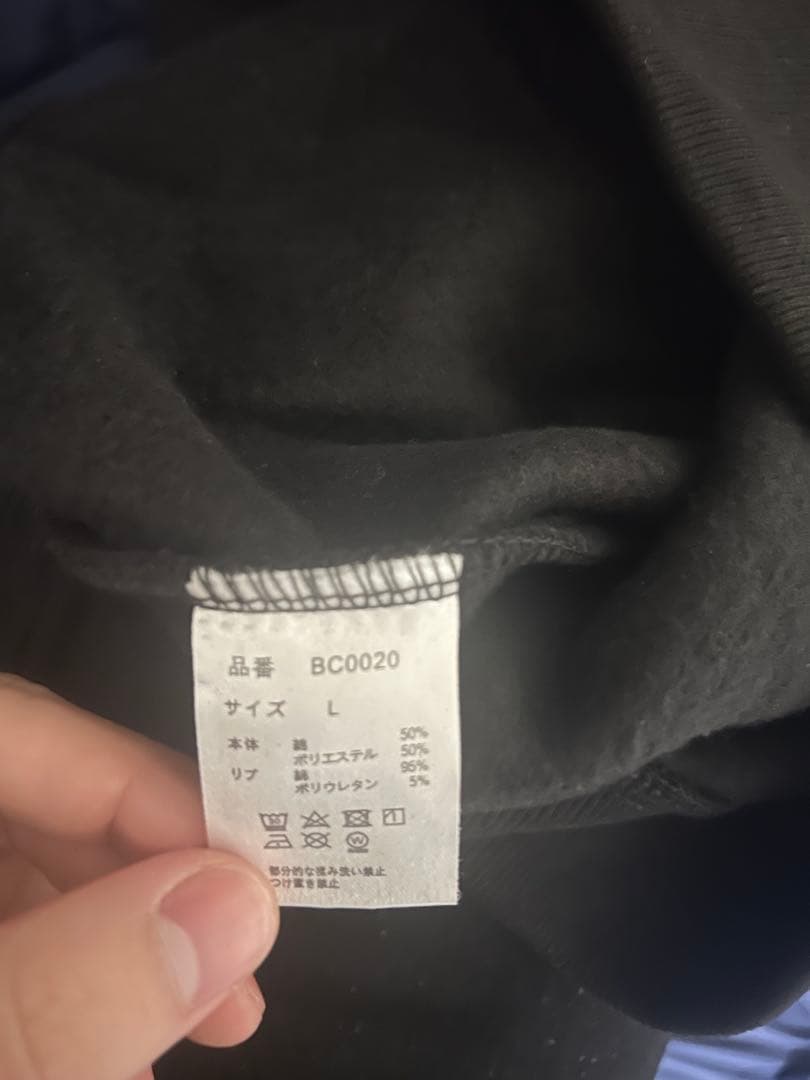 品番 BC0020
サイズ L
本体 綿 50%
ポリエステル 50%
リブ 綿 95%
ポリウレタン 5%
部分的な揉み洗い禁止
つけ置き禁止